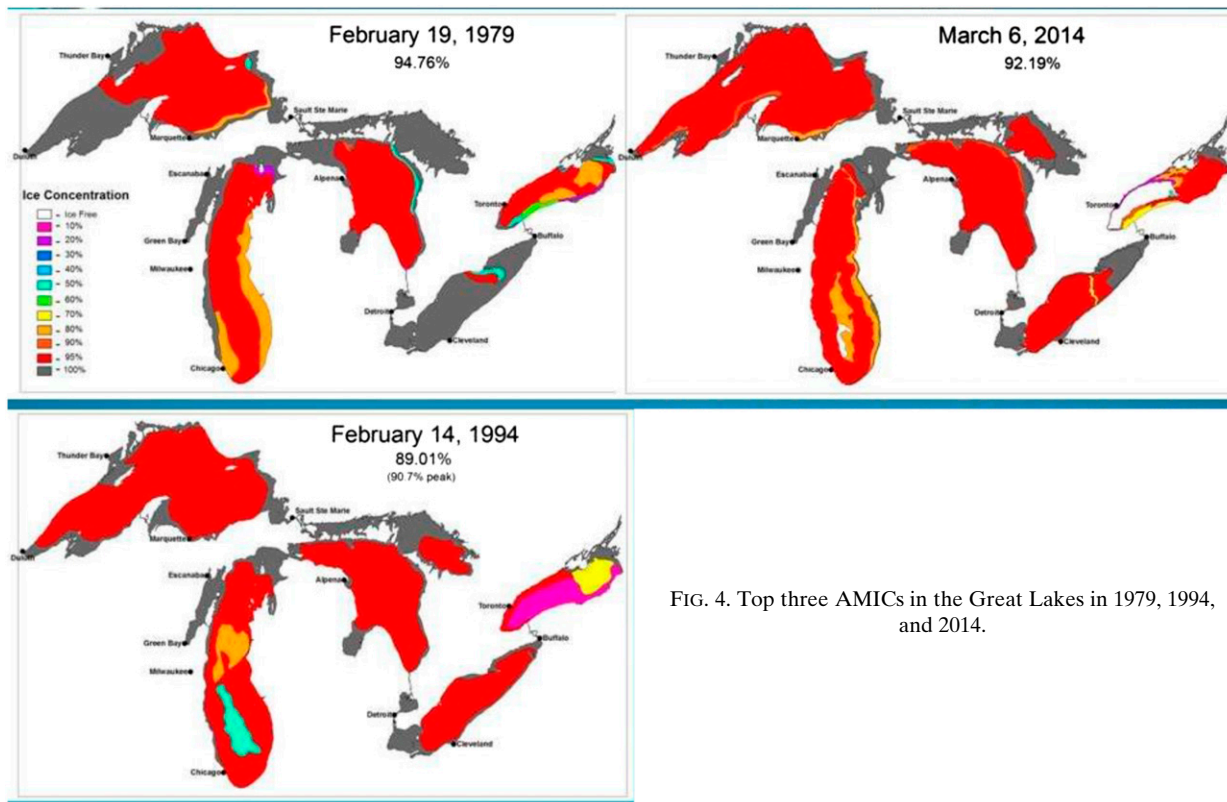 February 19, 1979
94.76%
Thunder Bay
Sault Ste Marie
Marquette
Duluth
Escanaba
Alpena
Ice Concentration
Toronto
- Ice Free
- 10%
- 20%
- 30%
- 40%
- 50%
- 60%
- 70%
- 80%
- 90%
- 95%
- 100%
Green Bay
Buffalo
Milwaukee
Detroit
Cleveland
Chicago
March 6, 2014
92.19%
Thunder Bay
Sault Ste Marie
Marquette
Duluth
Escanaba
Alpena
Toronto
Green Bay
Buffalo
Milwaukee
Detroit
Cleveland
Chicago
February 14, 1994
89.01%
(90.7% peak)
Thunder Bay
Sault Ste Marie
Marquette
Duluth
Escanaba
Alpena
Toronto
Green Bay
Buffalo
Milwaukee
Detroit
Cleveland
Chicago
FIG. 4. Top three AMICs in the Great Lakes in 1979, 1994,
and 2014.